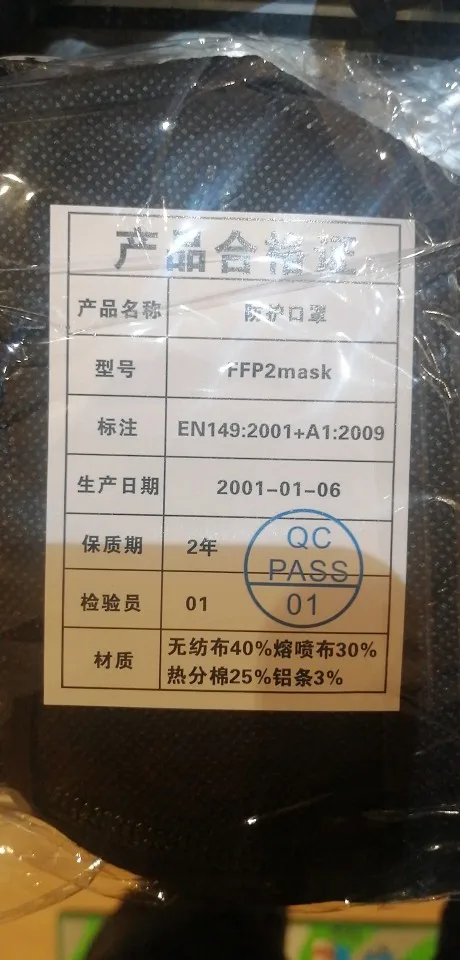 产品合格证
产品名称 防护口罩
型号 FFP2mask
标注 EN149:2001+A1:2009
生产日期 2001-01-06
保质期 2年
检验员 01
QC
PASS
01
材质 无纺布40%熔喷布30%
热分棉25%铝条3%